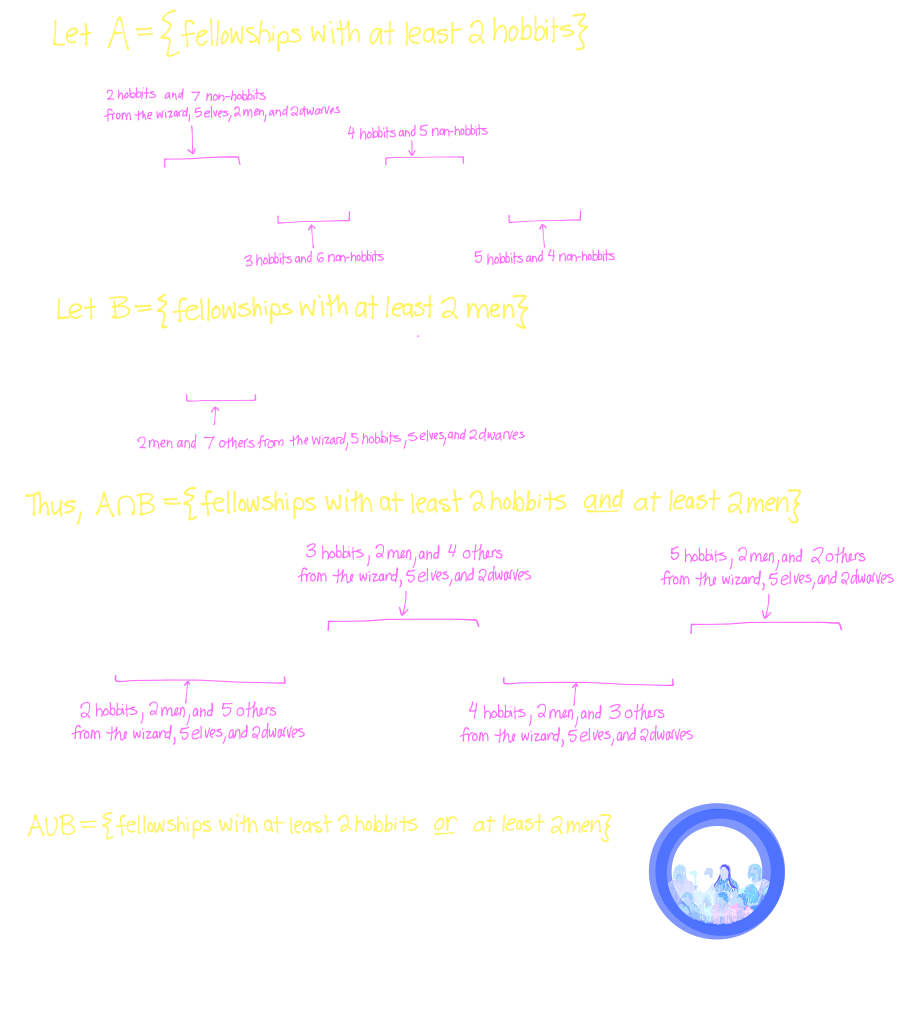 Let A = {fellowships with at least 2 hobbits}
2 hobbits and 7 non-hobbits
from the wizard, 5 elves, 2 men, and 2 dwarves
4 hobbits and 5 non-hobbits
3 hobbits and 6 non-hobbits
5 hobbits and 4 non-hobbits
Let B = {fellowships with at least 2 men}
2 men and 7 others from the wizard, 5 hobbits, 5 elves, and 2 dwarves
Thus, A∩B = {fellowships with at least 2 hobbits and at least 2 men}
3 hobbits, 2 men, and 4 others
from the wizard, 5 elves, and 2 dwarves
5 hobbits, 2 men, and 2 others
from the wizard, 5 elves, and 2 dwarves
2 hobbits, 2 men, and 5 others
from the wizard, 5 elves, and 2 dwarves
4 hobbits, 2 men, and 3 others
from the wizard, 5 elves, and 2 dwarves
A∪B = {fellowships with at least 2 hobbits or at least 2 men}